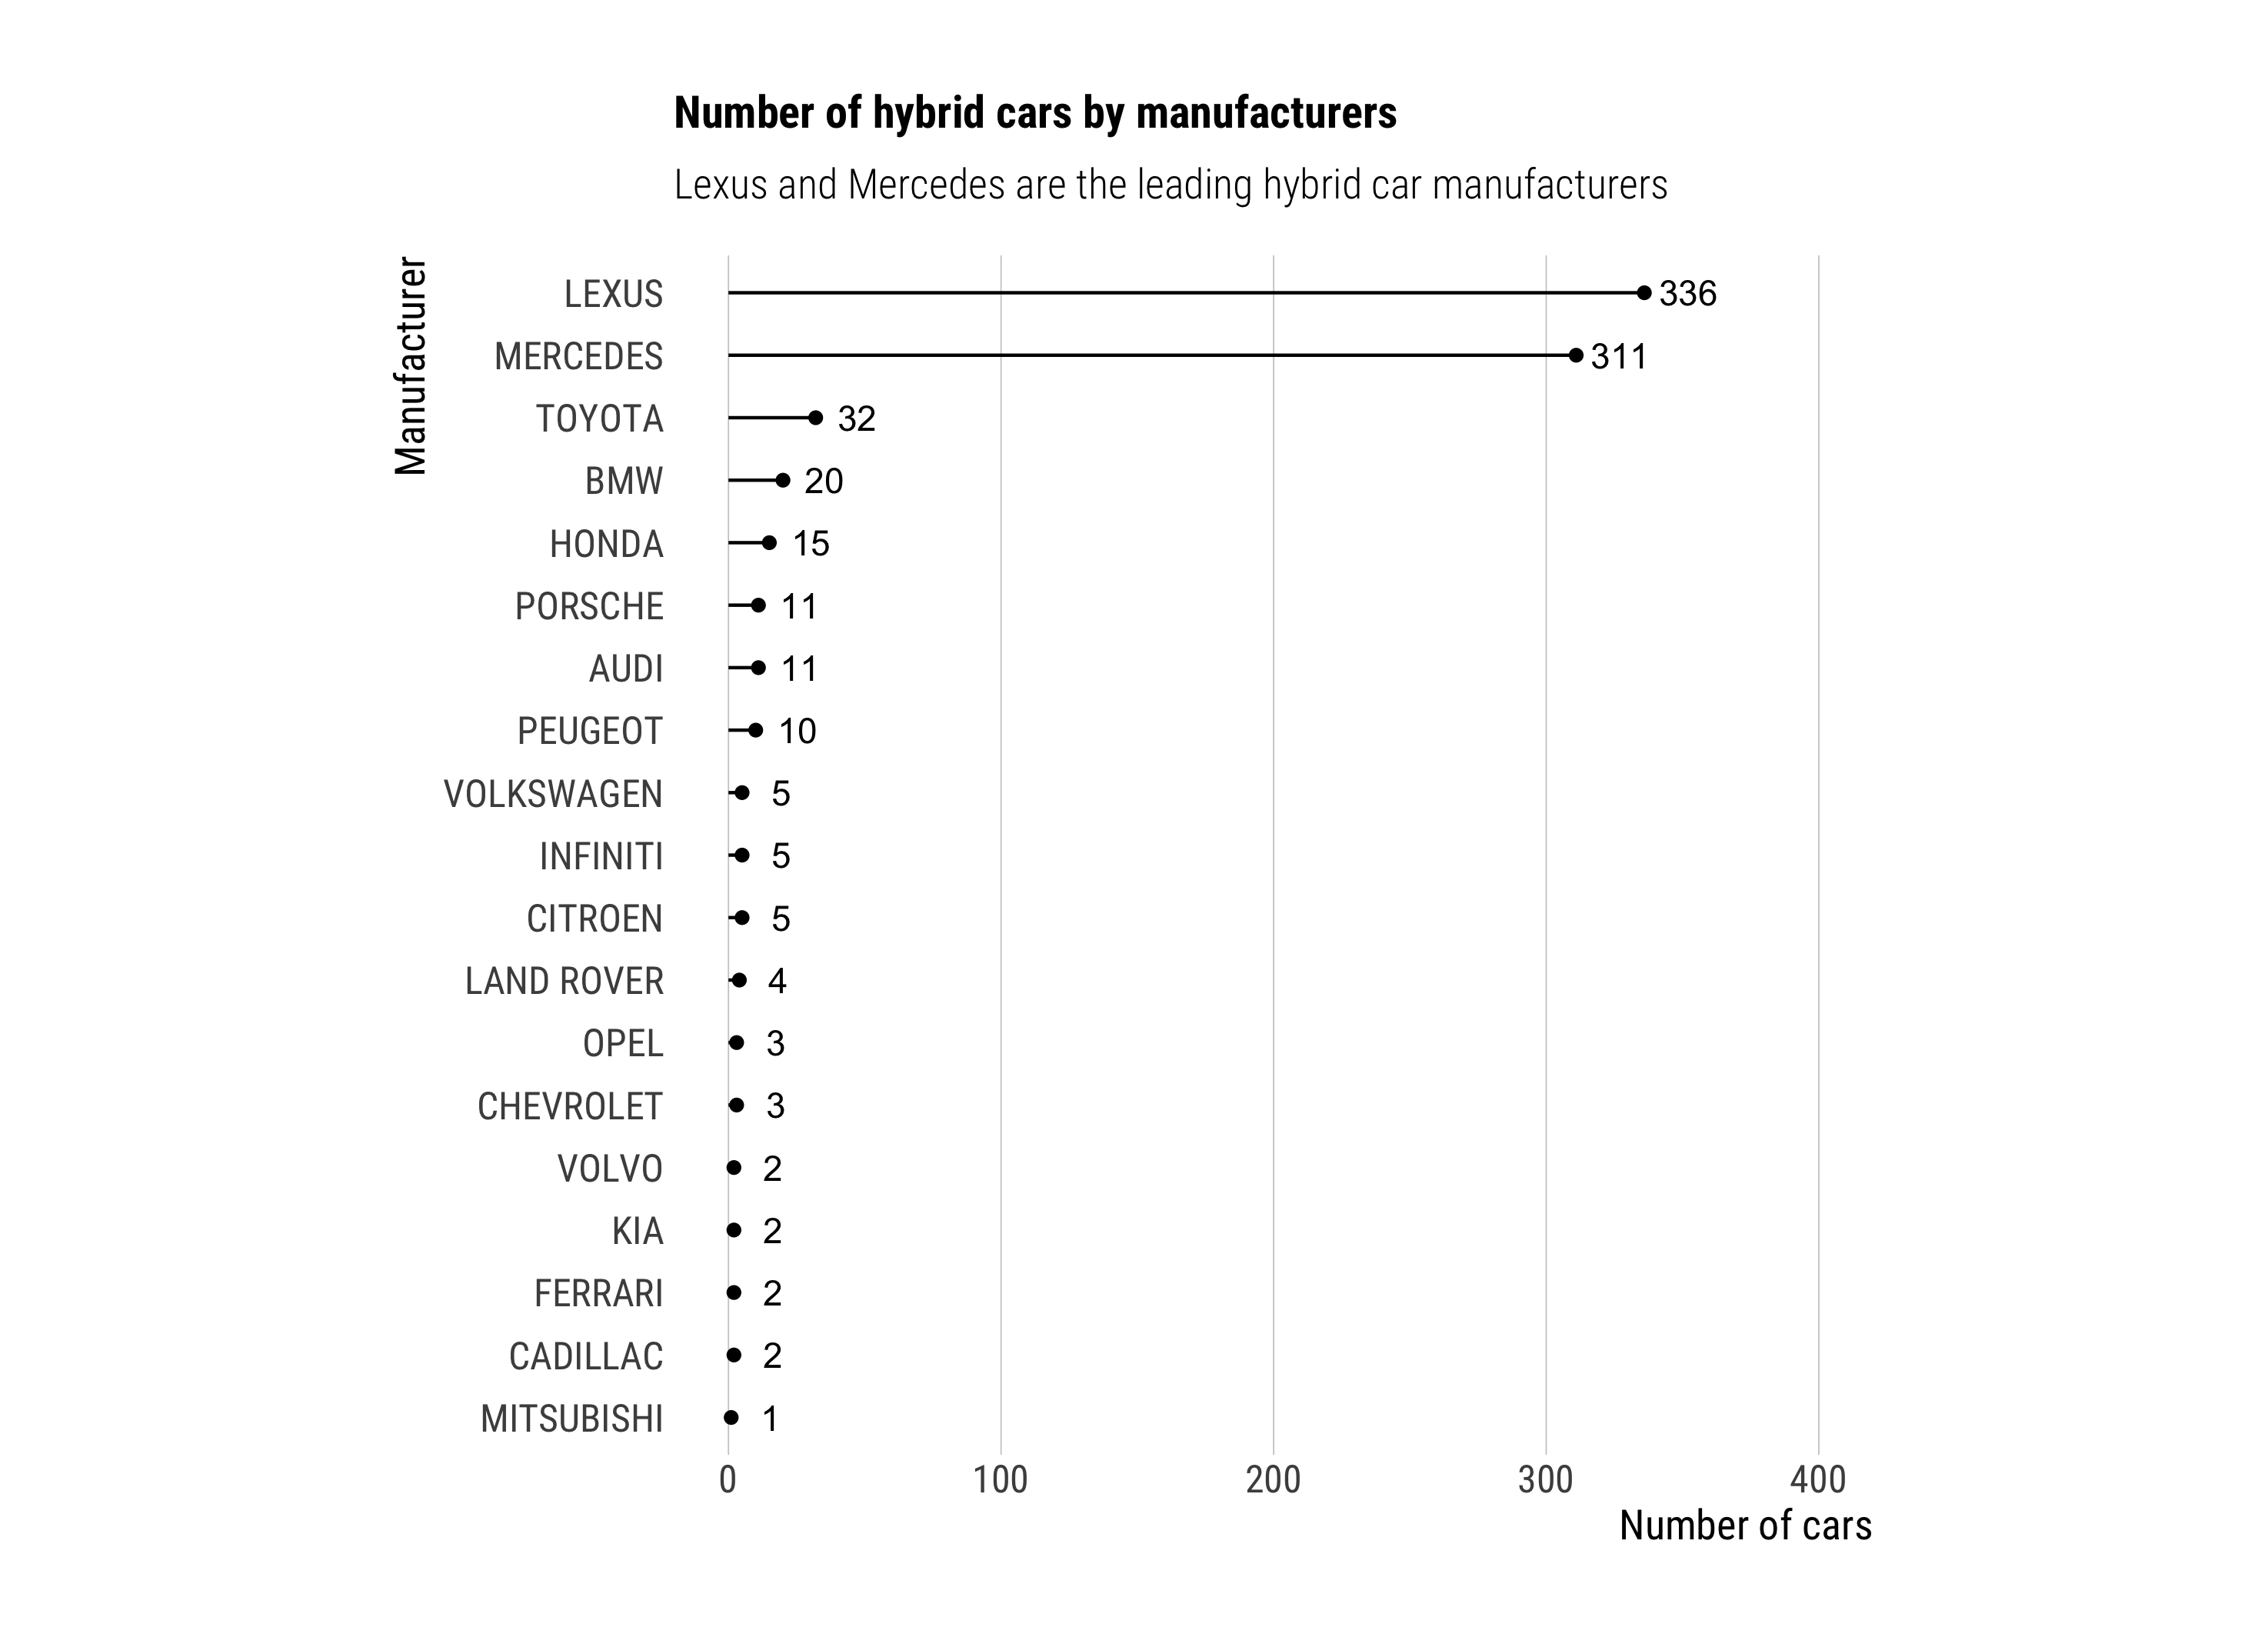 Number of hybrid cars by manufacturers
Lexus and Mercedes are the leading hybrid car manufacturers
Manufacturer
LEXUS 336
MERCEDES 311
TOYOTA 32
BMW 20
HONDA 15
PORSCHE 11
AUDI 11
PEUGEOT 10
VOLKSWAGEN 5
INFINITI 5
CITROEN 5
LAND ROVER 4
OPEL 3
CHEVROLET 3
VOLVO 2
KIA 2
FERRARI 2
CADILLAC 2
MITSUBISHI 1
0 100 200 300 400
Number of cars